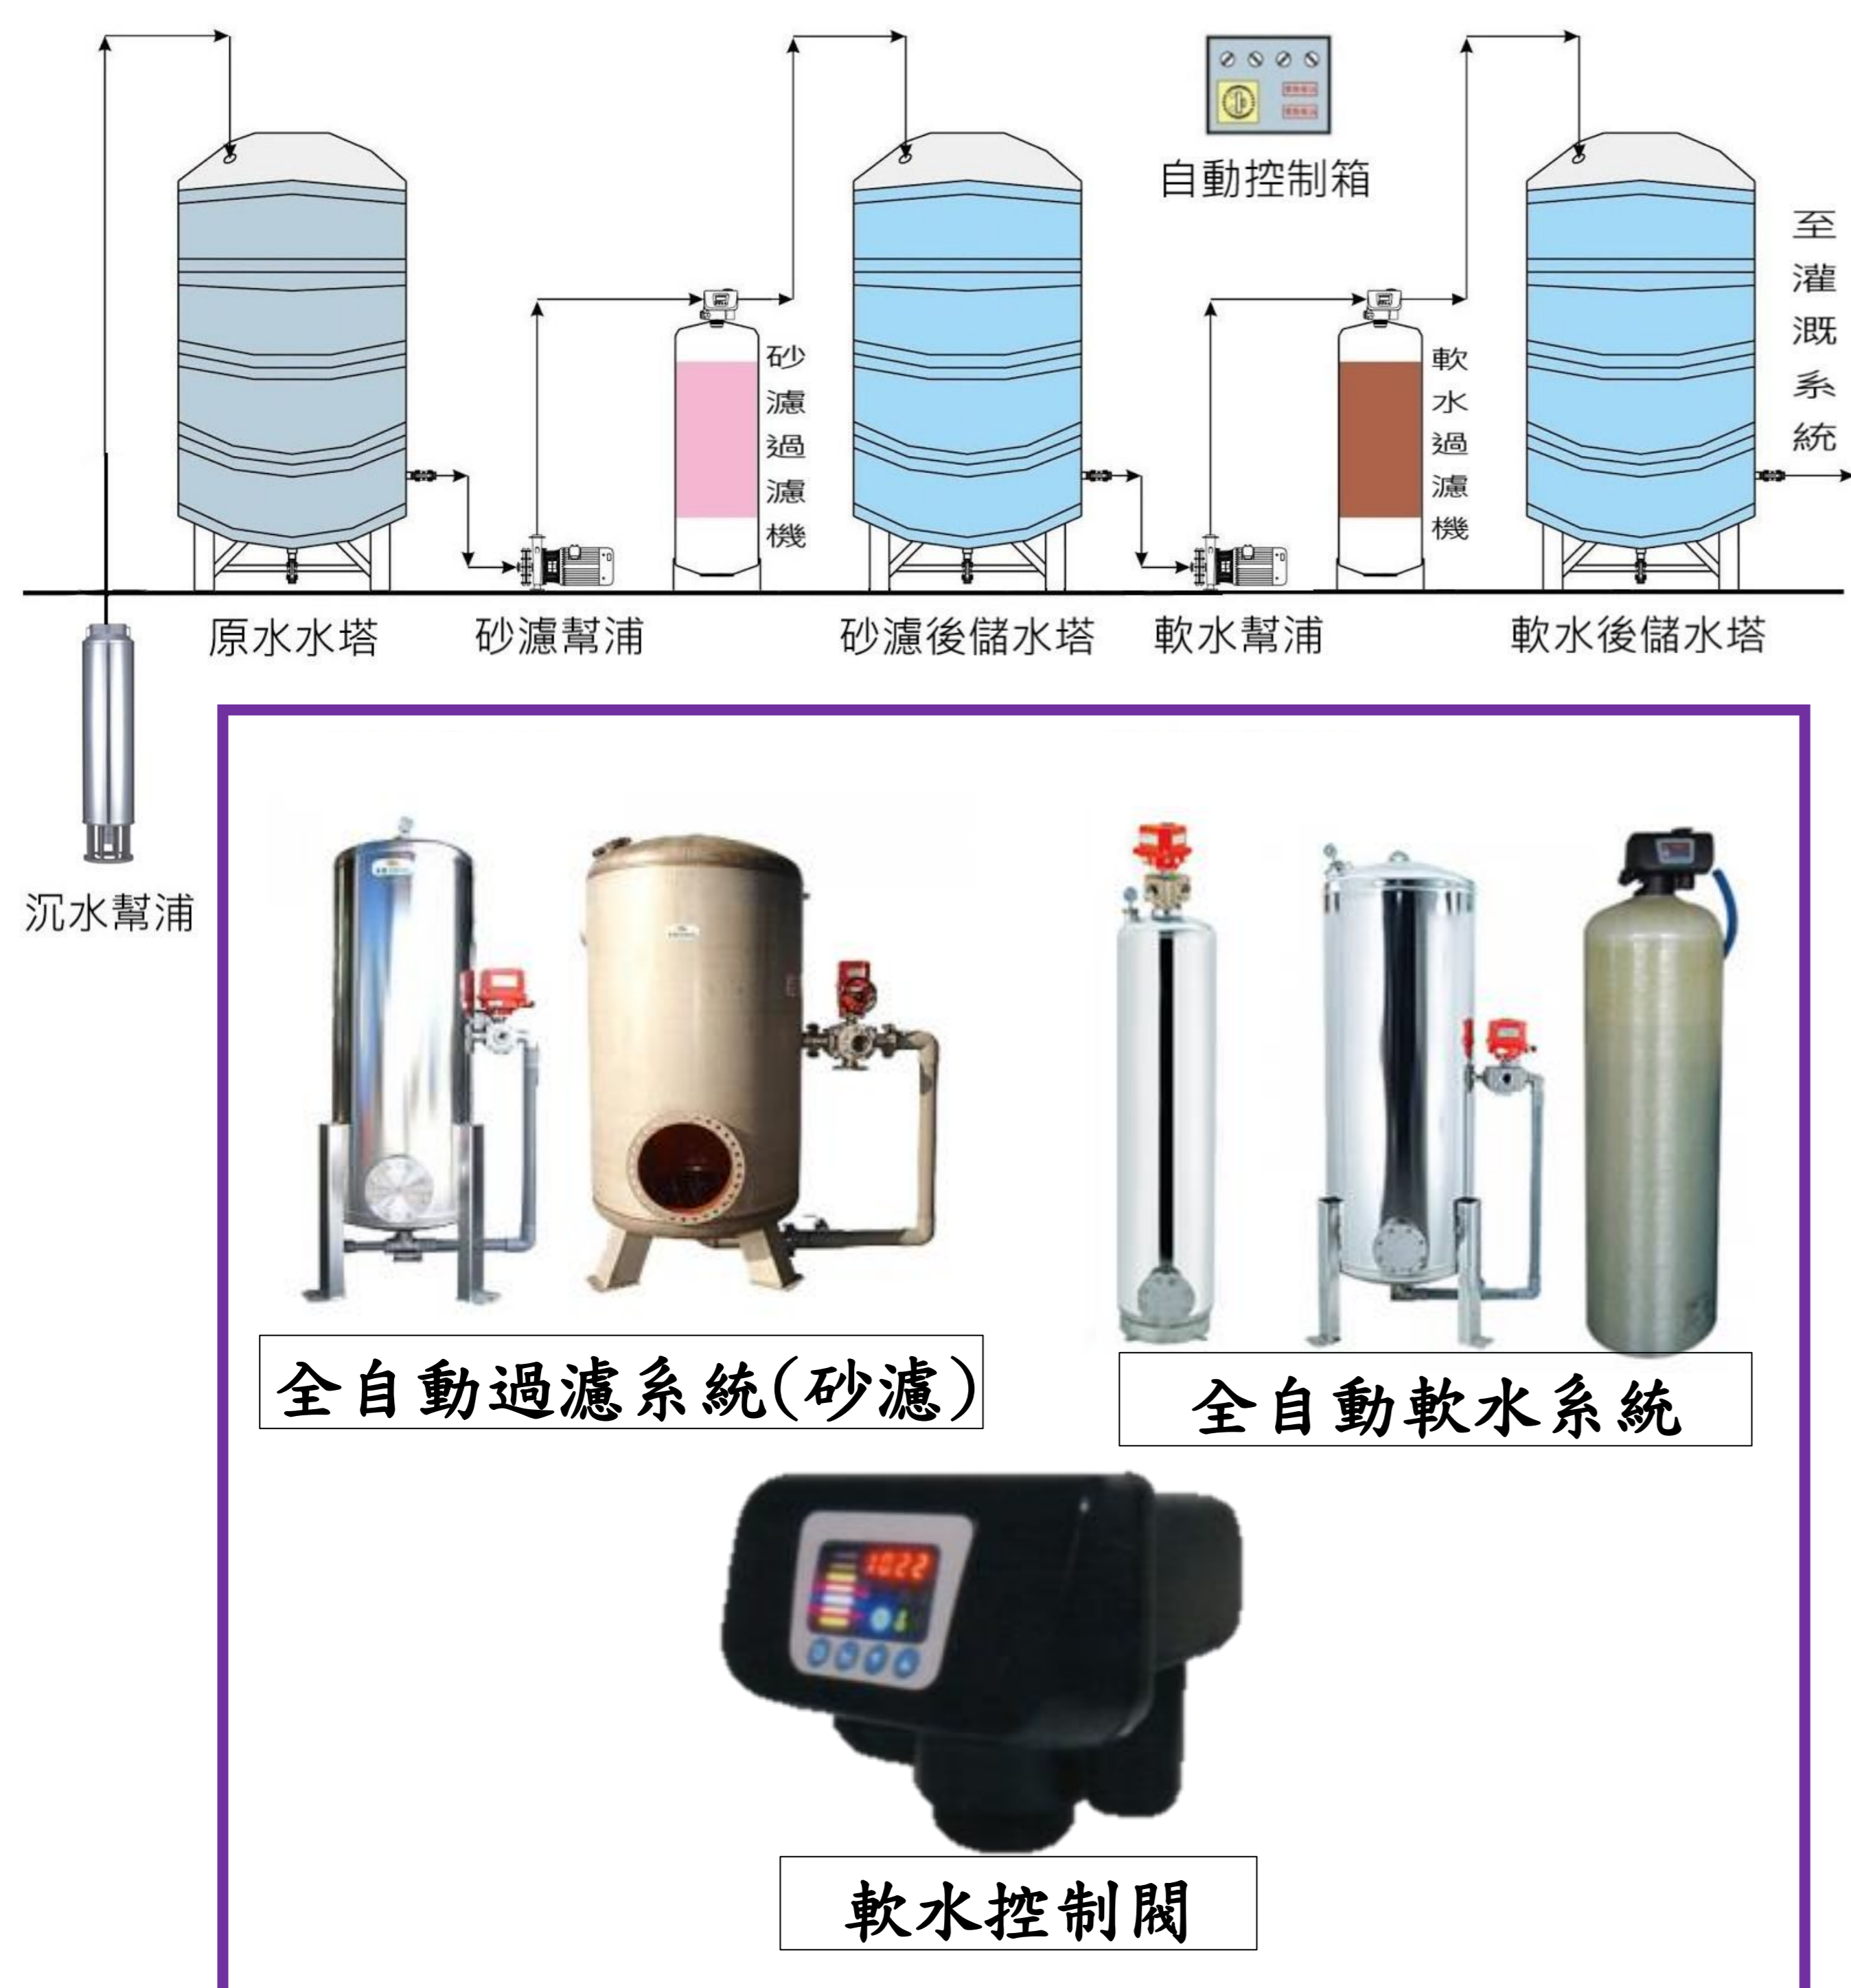 自動控制箱
至灌溉系統
砂濾過濾機
軟水過濾機
原水水塔
砂濾幫浦
砂濾後儲水塔
軟水幫浦
軟水後儲水塔
沉水幫浦
全自動過濾系統(砂濾)
全自動軟水系統
1022
軟水控制閥